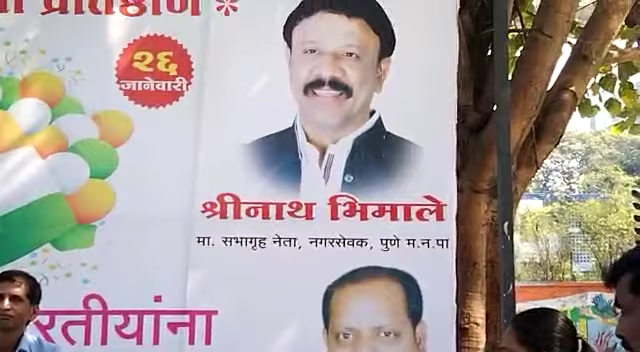 प्रतिष्ठाण *
२६
जानेवारी
श्रीनाथ भिमाले
मा. सभागृह नेता, नगरसेवक, पुणे म.न.पा
रतीयांना